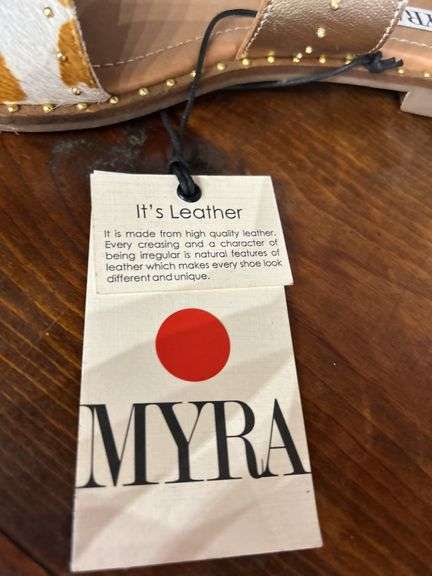 YRA
It's Leather
It is made from high quality leather.
Every creasing and a character of
being irregular is natural features of
leather which makes every shoe look
different and unique.
MYRA